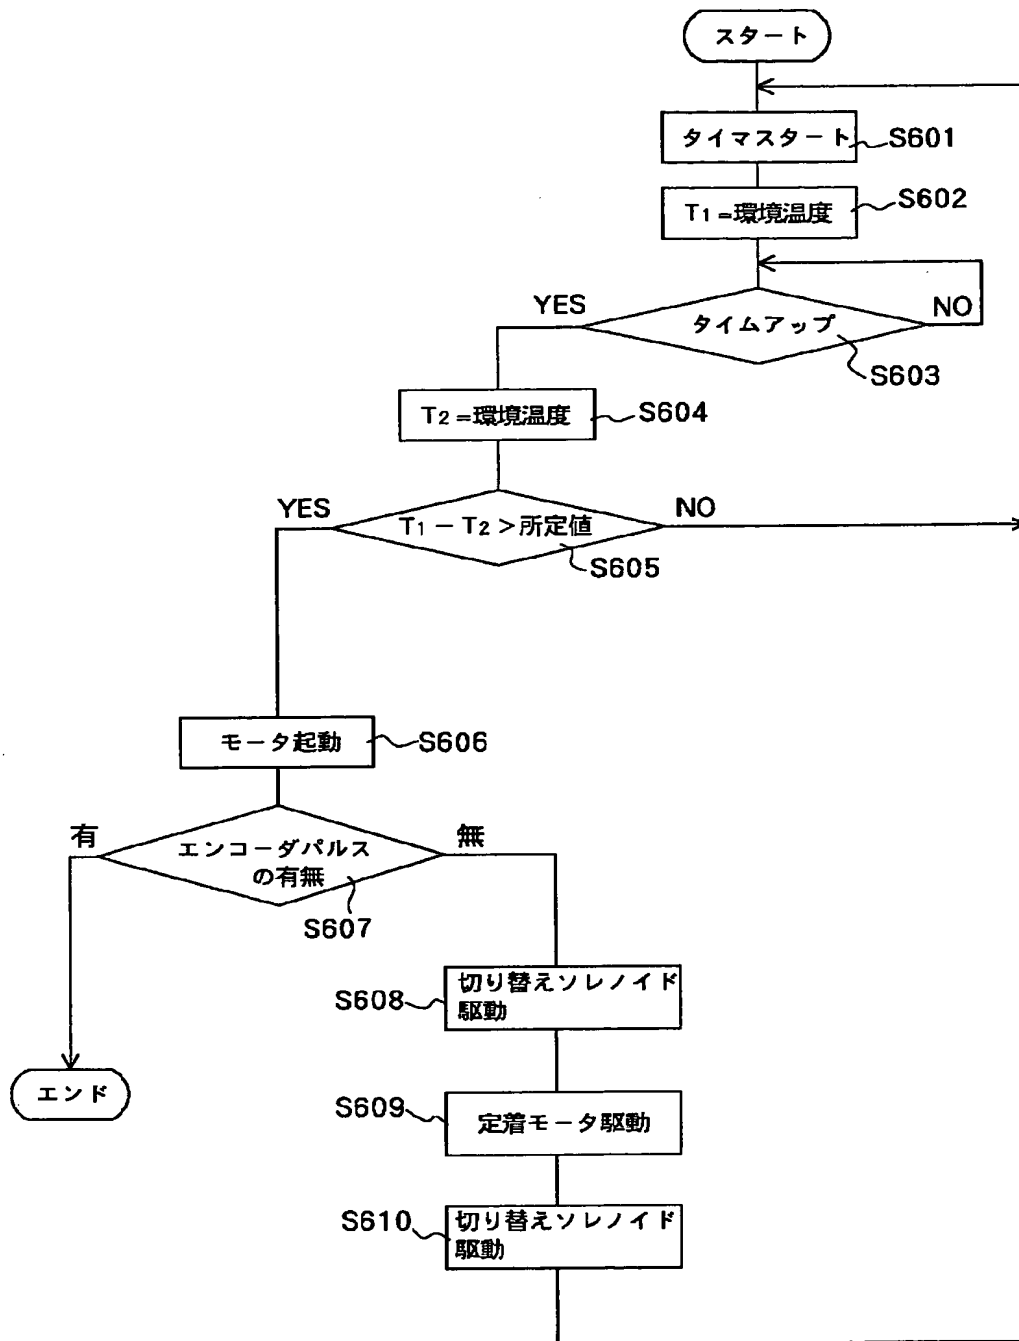 スタート
タイマスタート
S601
T1=環境温度
S602
YES
タイムアップ
NO
S603
T2=環境温度
S604
YES
T1-T2>所定値
NO
S605
モータ起動
S606
有
エンコーダパルス
の有無
無
S607
S608
切り替えソレノイド
駆動
エンド
S609
定着モータ駆動
S610
切り替えソレノイド
駆動